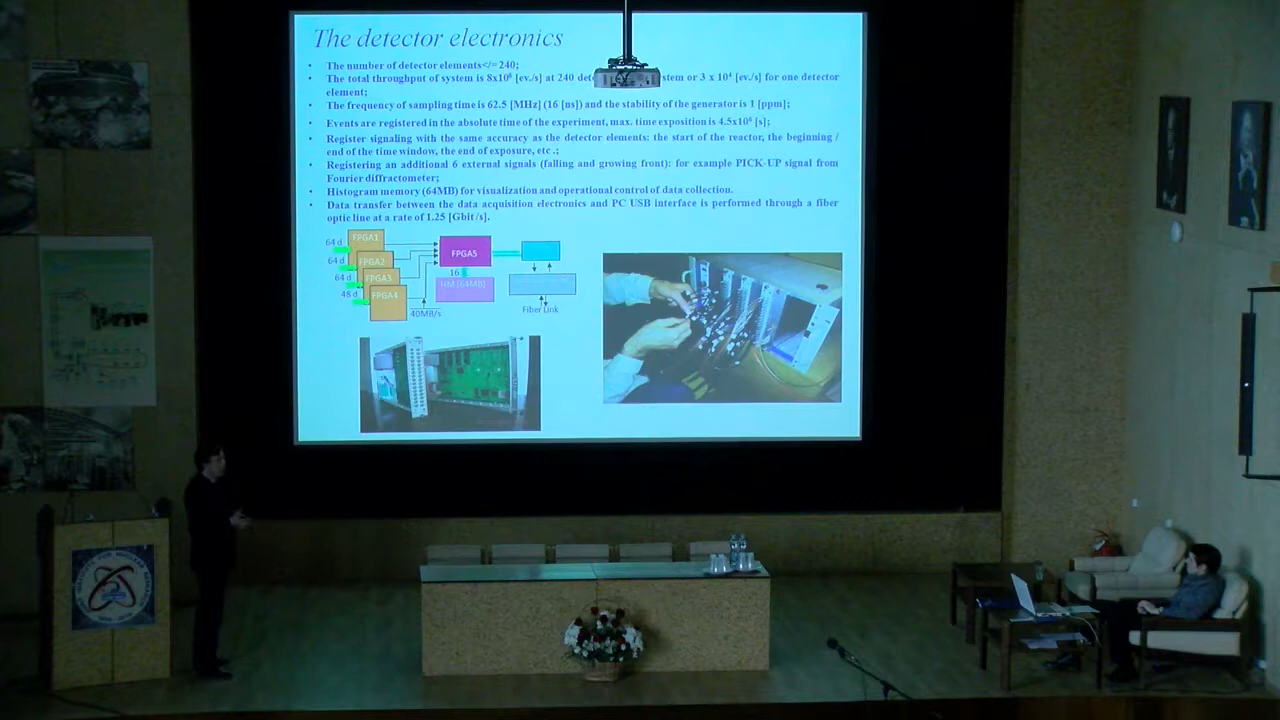 The detector electronics
• The number of detector elements</= 240;
• The total throughput of system is 8x10⁶ [ev./s] at 240 stem or 3 x 10⁴ [ev./s] for one detector
element;
• The frequency of sampling time is 62.5 [MHz] (16 [ns]) and the stability of the generator is 1 [ppm];
• Events are registered in the absolute time of the experiment, max. time exposition is 4.5x10⁶ [s];
• Register signaling with the same accuracy as the detector elements: the start of the reactor, the beginning /
end of the time window, the end of exposure, etc .;
• Registering an additional 6 external signals (falling and growing front): for example PICK-UP signal from
Fourier diffractometer;
• Histogram memory (64MB) for visualization and operational control of data collection.
• Data transfer between the data acquisition electronics and PC USB interface is performed through a fiber
optic line at a rate of 1.25 [Gbit /s].
64 d
FPGA1
64 d
FPGA2
64 d
FPGA3
48 d
FPGA4
FPGA5
16
HM (64MB)
40MB/s
Fiber Link